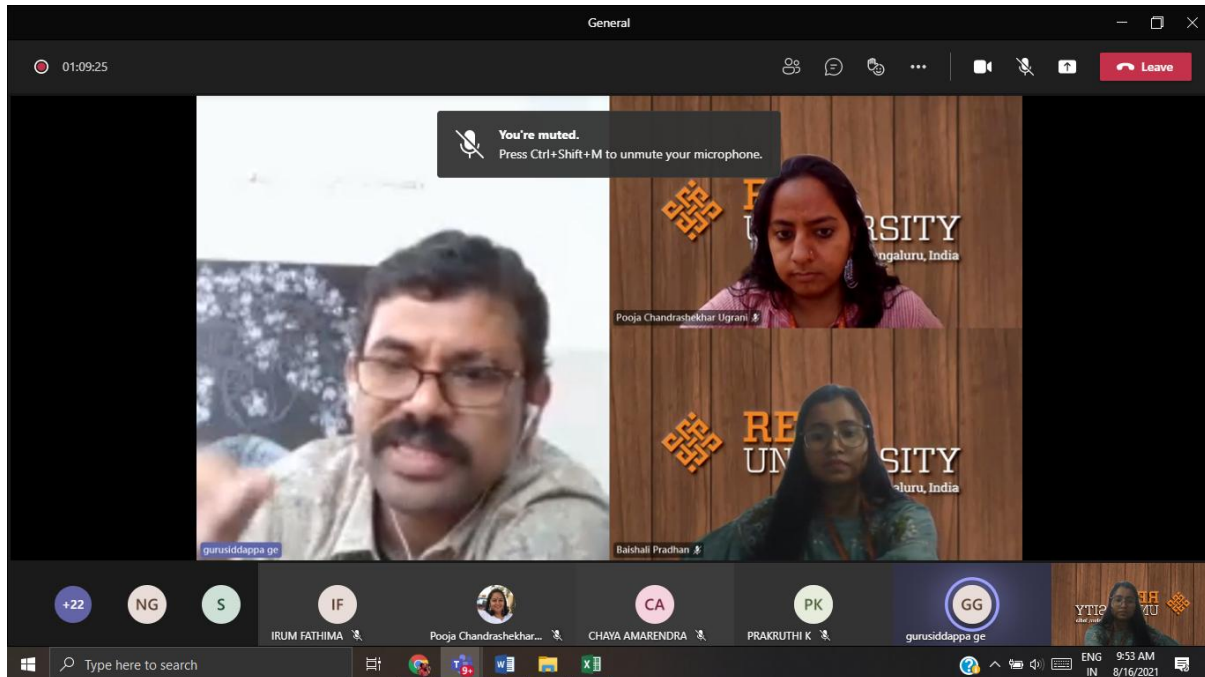 General
01:09:25
Leave
You're muted.
Press Ctrl+Shift+M to unmute your microphone.
RSITY
ngaluru, India
Pooja Chandrashekhar Ugrani
RE
UN SITY
aluru, India
gurusiddappa ge
Baishali Pradhan
+22
NG
S
IF
IRUM FATHIMA
Pooja Chandrashekhar...
CA
CHAYA AMARENDRA
PK
PRAKRUTHI K
GG
gurusiddappa ge
Type here to search
9+
ENG
IN
9:53 AM
8/16/2021